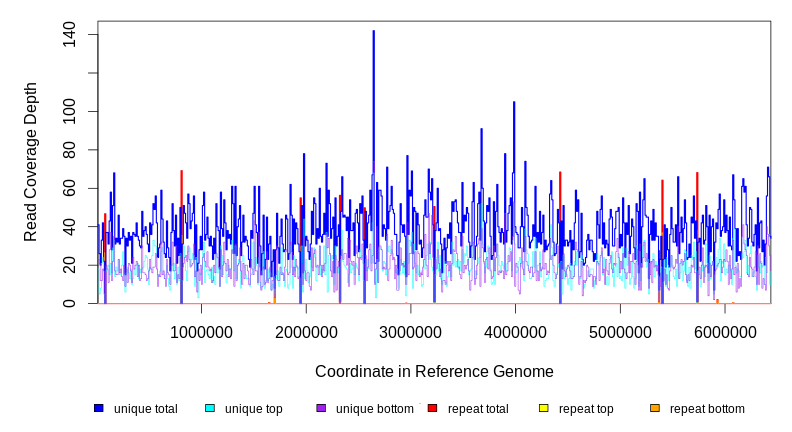 Read Coverage Depth
140
100
80
60
40
20
0
1000000 2000000 3000000 4000000 5000000 6000000
Coordinate in Reference Genome
unique total unique top unique bottom repeat total repeat top repeat bottom